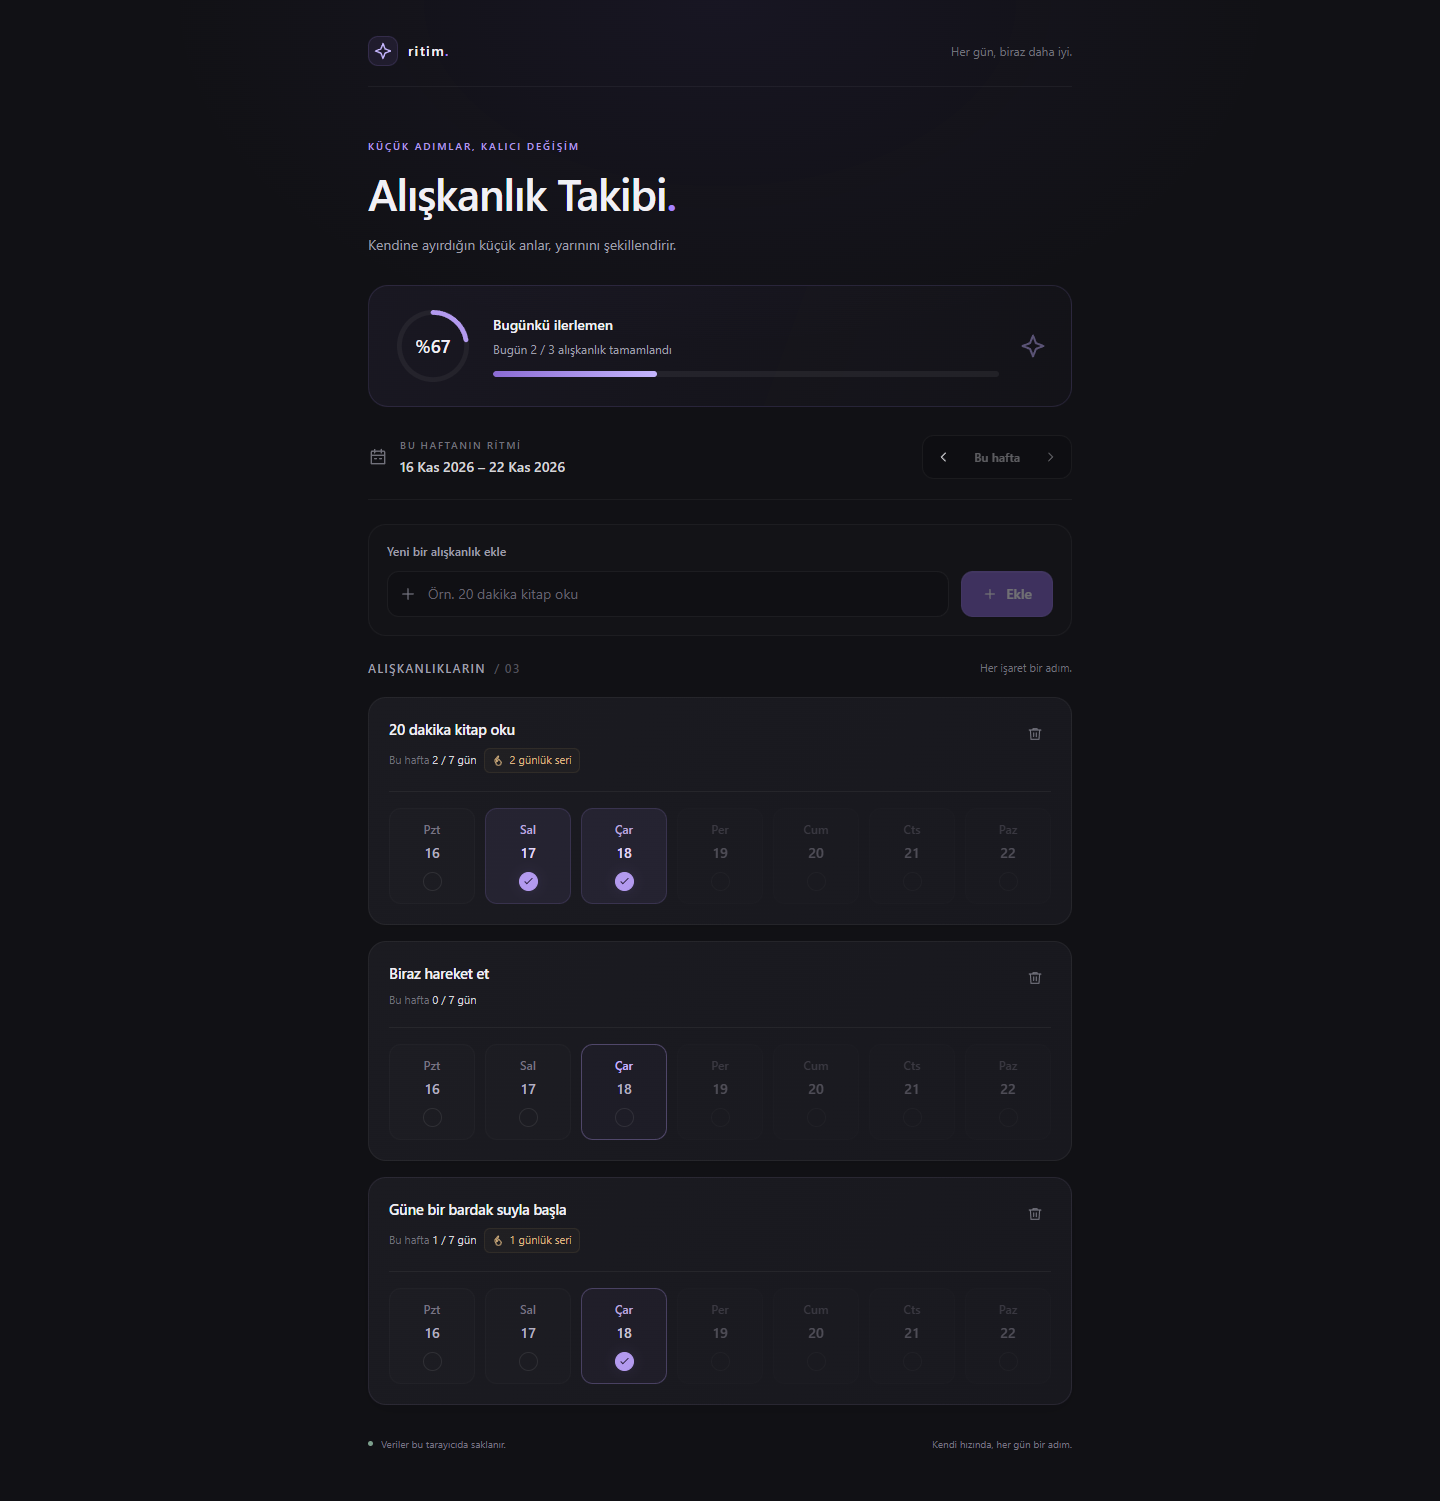 ritim.
Her gün, biraz daha iyi.
KÜÇÜK ADIMLAR, KALICI DEĞİŞİM
Alışkanlık Takibi.
Kendine ayırdığın küçük anlar, yarınını şekillendirir.
%67
Bugünkü ilerlemen
Bugün 2 / 3 alışkanlık tamamlandı
BU HAFTANIN RİTMİ
16 Kas 2026 – 22 Kas 2026
Bu hafta
Yeni bir alışkanlık ekle
Örn. 20 dakika kitap oku
Ekle
ALIŞKANLIKLARIN / 03
Her işaret bir adım.
20 dakika kitap oku
Bu hafta 2 / 7 gün 2 günlük seri
Pzt Sal Çar Per Cum Cts Paz
16 17 18 19 20 21 22
Biraz hareket et
Bu hafta 0 / 7 gün
Pzt Sal Çar Per Cum Cts Paz
16 17 18 19 20 21 22
Güne bir bardak suyla başla
Bu hafta 1 / 7 gün 1 günlük seri
Pzt Sal Çar Per Cum Cts Paz
16 17 18 19 20 21 22
Veriler bu tarayıcıda saklanır.
Kendi hızında, her gün bir adım.